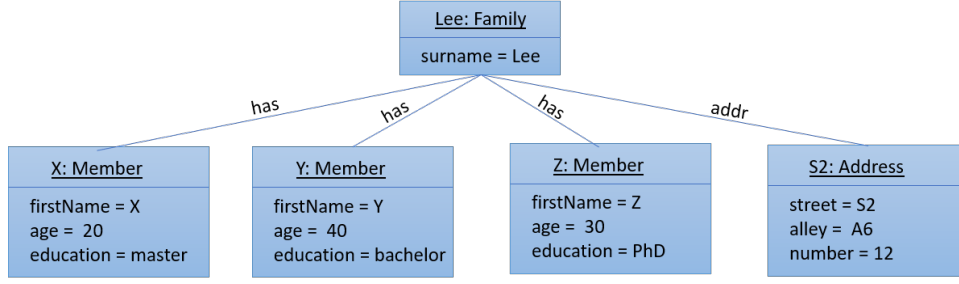 Lee: Family
surname = Lee
has
has
has
addr
X: Member
firstName = X
age = 20
education = master
Y: Member
firstName = Y
age = 40
education = bachelor
Z: Member
firstName = Z
age = 30
education = PhD
S2: Address
street = S2
alley = A6
number = 12